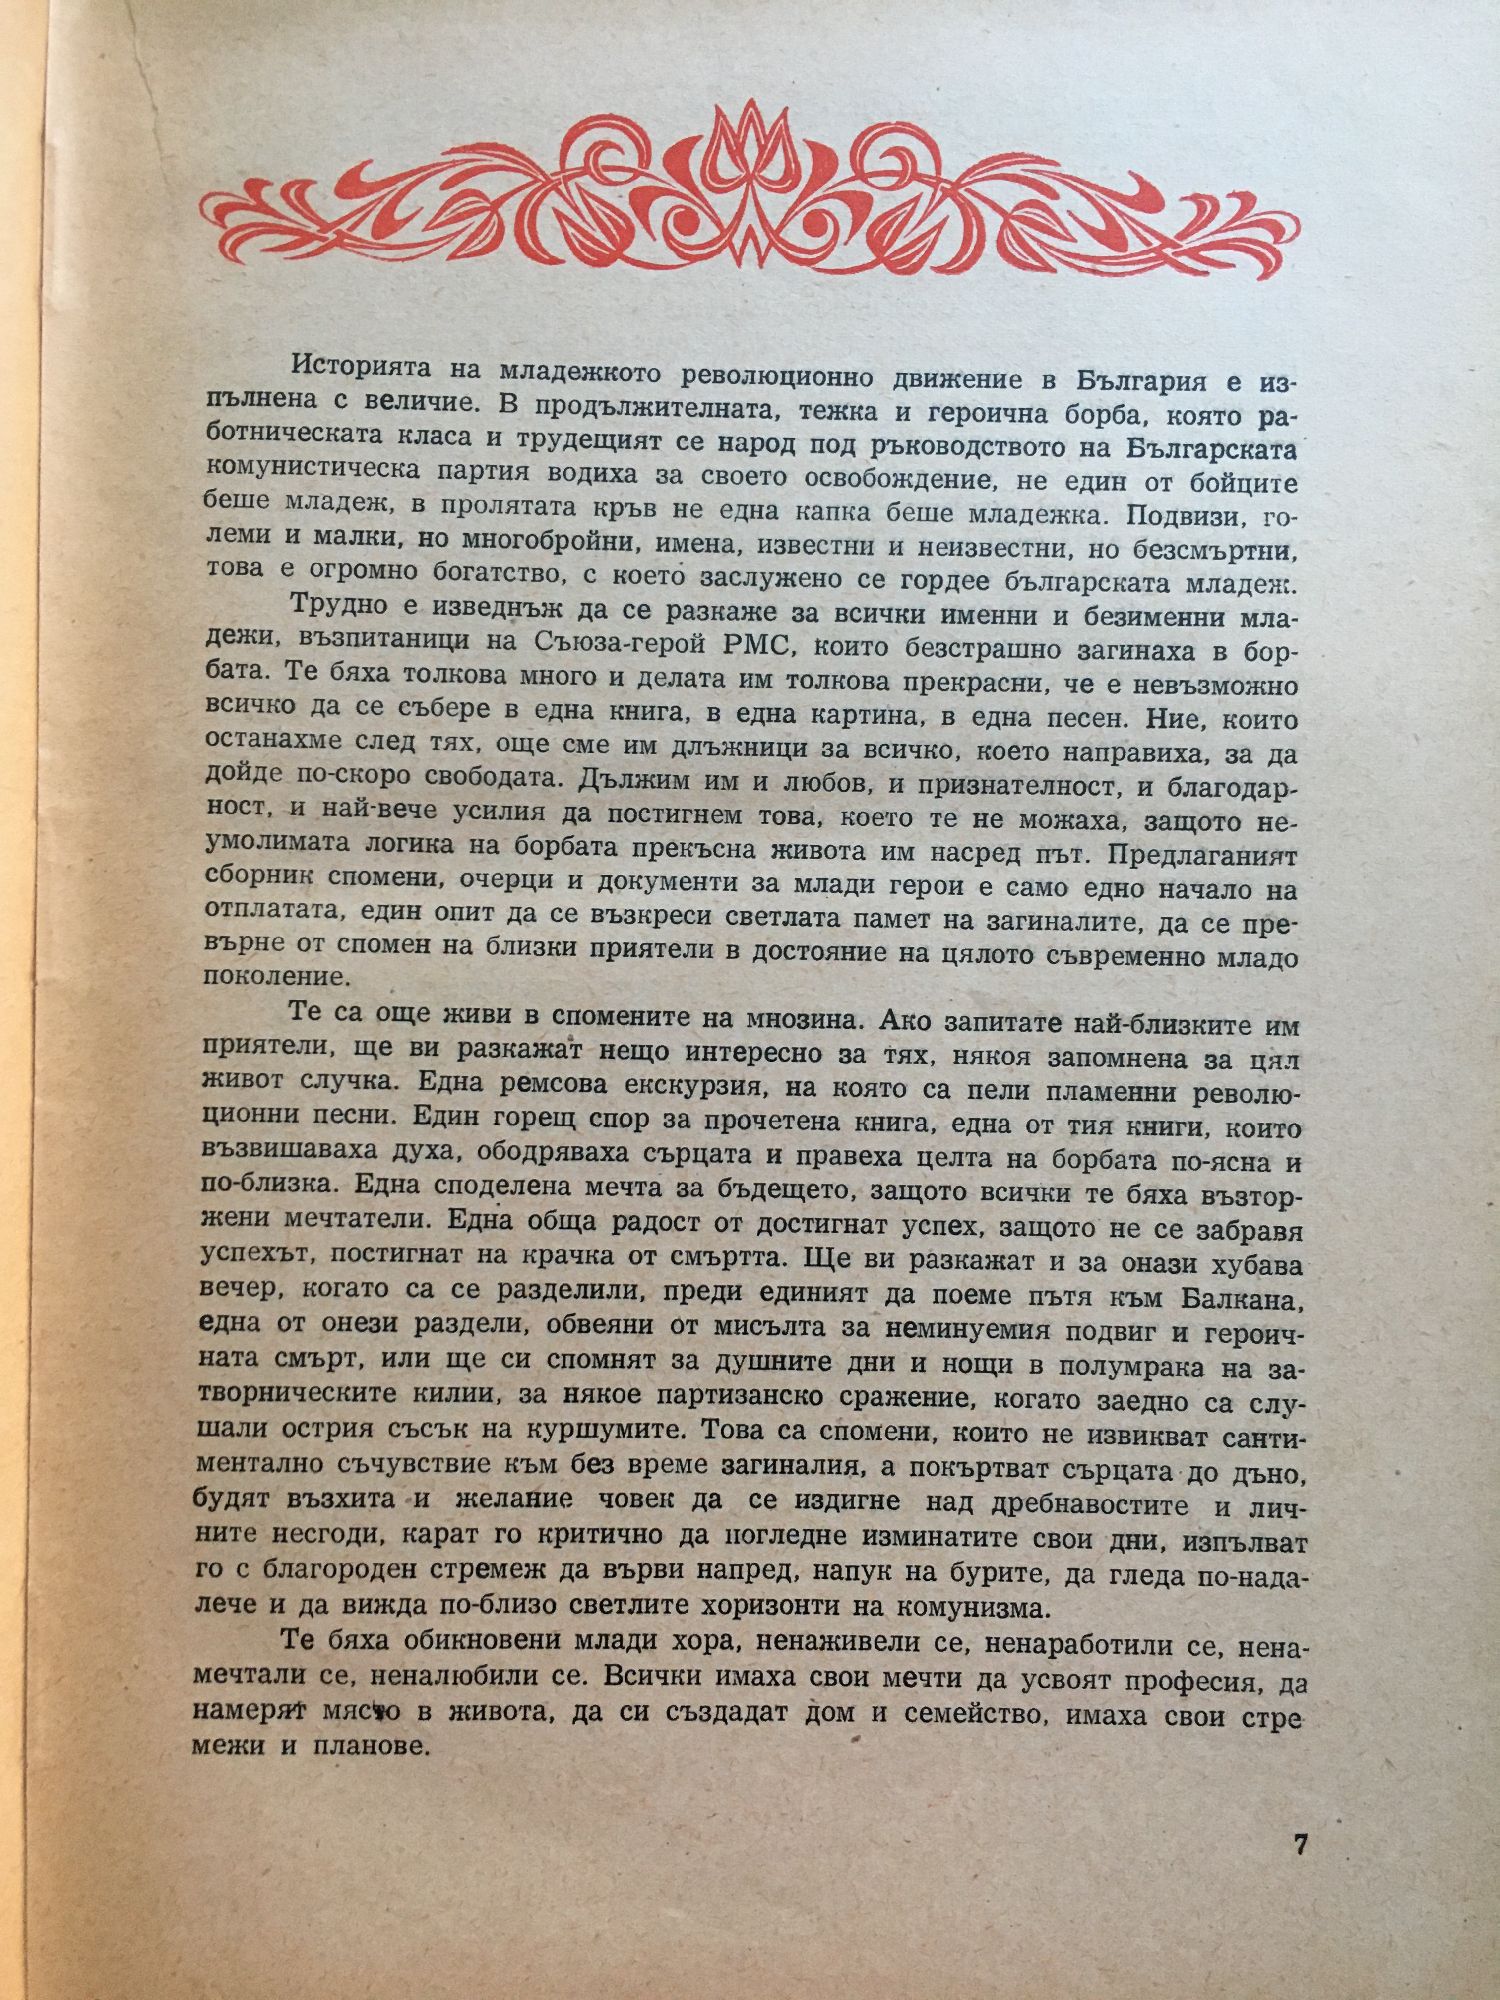 Историята на младежкото революционно движение в България е из-
пълнена с величие. В продължителната, тежка и героична борба, която ра-
ботническата класа и трудещият се народ под ръководството на Българската
комунистическа партия водиха за своето освобождение, не един от бойците
беше младеж, в пролятата кръв не една капка беше младежка. Подвизи, го-
леми и малки, но многобройни, имена, известни и неизвестни, но безсмъртни,
това е огромно богатство, с което заслужено се гордее българската младеж.
Трудно е изведнъж да се разкаже за всички именни и безименни мла-
дежи, възпитаници на Съюза-герой РМС, които безстрашно загинаха в бор-
бата. Те бяха толкова много и делата им толкова прекрасни, че е невъзможно
всичко да се събере в една книга, в една картина, в една песен. Ние, които
останахме след тях, още сме им длъжници за всичко, което направиха, за да
дойде по-скоро свободата. Дължим им и любов, и признателност, и благодар-
ност, и най-вече усилия да постигнем това, което те не можаха, защото не-
умолимата логика на борбата прекъсна живота им насред път. Предлаганият
сборник спомени, очерци и документи за млади герои е само едно начало на
отплатата, един опит да се възкреси светлата памет на загиналите, да се пре-
върне от спомен на близки приятели в достояние на цялото съвременно младо
поколение.
Те са още живи в спомените на мнозина. Ако запитате най-близките им
приятели, ще ви разкажат нещо интересно за тях, някоя запомнена за цял
живот случка. Една ремсова екскурзия, на която са пели пламенни револю-
ционни песни. Един горещ спор за прочетена книга, една от тия книги, които
възвишаваха духа, ободряваха сърцата и правеха целта на борбата по-ясна и
по-близка. Една споделена мечта за бъдещето, защото всички те бяха възтор-
жени мечтатели. Една обща радост от достигнат успех, защото не се забравя
успехът, постигнат на крачка от смъртта. Ще ви разкажат и за онази хубава
вечер, когато са се разделили, преди единият да поеме пътя към Балкана,
една от онези раздели, обвеяни от мисълта за неминуемия подвиг и героич-
ната смърт, или ще си спомнят за душните дни и нощи в полумрака на за-
творническите килии, за някое партизанско сражение, когато заедно са слу-
шали острия съсък на куршумите. Това са спомени, които не извикват санти-
ментално съчувствие към без време загиналия, а покъртват сърцата до дъно,
будят възхита и желание човек да се издигне над дребнавостите и лич-
ните несгоди, карат го критично да погледне изминатите свои дни, изпълват
го с благороден стремеж да върви напред, напук на бурите, да гледа по-нада-
лече и да вижда по-близо светлите хоризонти на комунизма.
Те бяха обикновени млади хора, ненаживели се, ненаработили се, нена-
мечтали се, неналюбили се. Всички имаха свои мечти да усвоят професия, да
намерят място в живота, да си създадат дом и семейство, имаха свои стре
межи и планове.
7